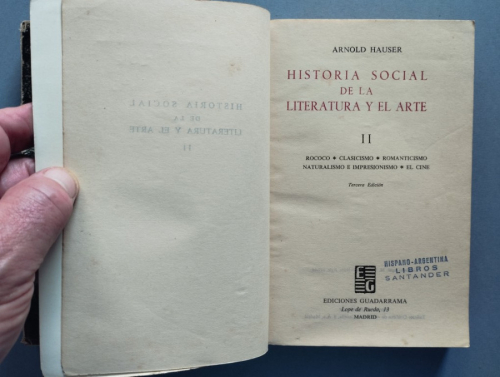 ARNOLD HAUSER
HISTORIA SOCIAL
DE LA
LITERATURA Y EL ARTE
II
ROCOCO • CLASICISMO • ROMANTICISMO
NATURALISMO E IMPRESIONISMO • EL CINE
Tercera Edición
HISPANO-ARGENTINA
LIBROS
SANTANDER
E
G
EDICIONES GUADARRAMA
Lope de Rueda, 13
MADRID